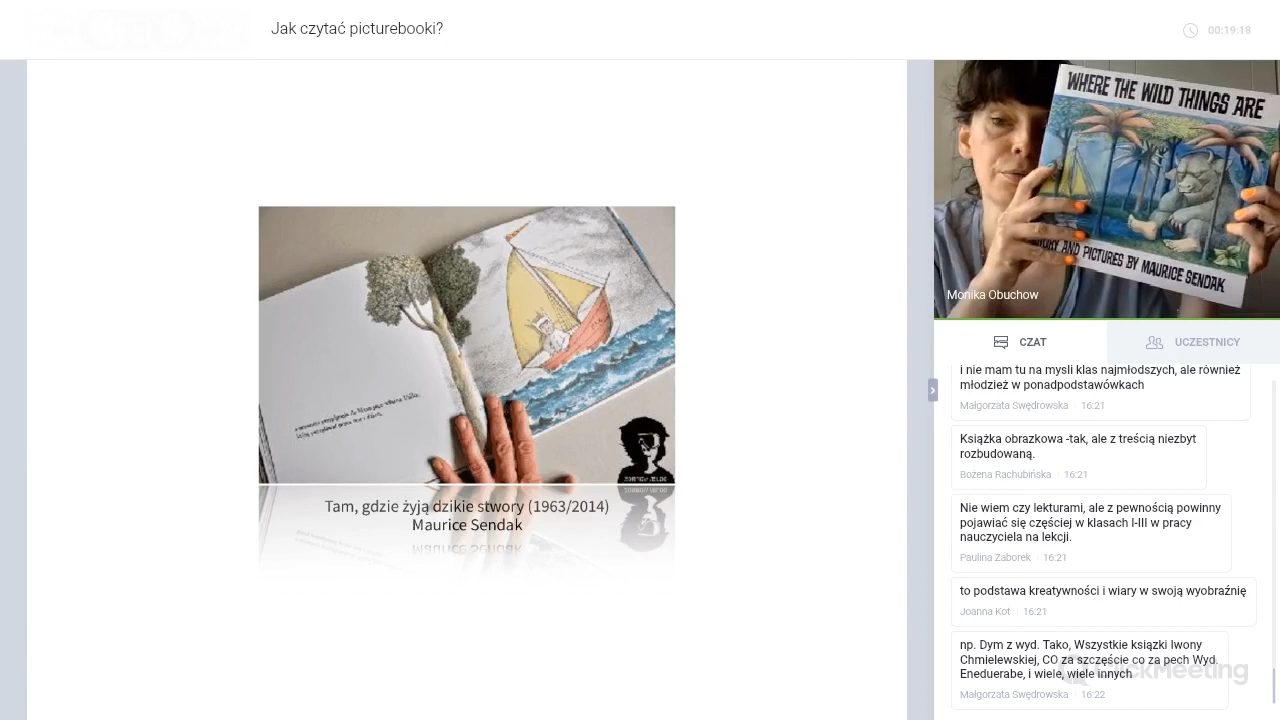 Jak czytać picturebooki?
00:19:18
WHERE THE WILD THINGS ARE
AND PICTURES BY MAURICE SENDAK
Monika Obuchow
Tam, gdzie żyją dzikie stwory (1963/2014)
Maurice Sendak
CZAT
UCZESTNICY
i nie mam tu na mysli klas najmłodszych, ale również
młodzież w ponadpodstawówkach
Małgorzata Swędrowska · 16:21
Książka obrazkowa -tak, ale z treścią niezbyt
rozbudowaną.
Bożena Rachubińska · 16:21
Nie wiem czy lekturami, ale z pewnością powinny
pojawiać się częściej w klasach I-III w pracy
nauczyciela na lekcji.
Paulina Zaborek · 16:21
to podstawa kreatywności i wiary w swoją wyobraźnię
Joanna Kot · 16:21
np. Dym z wyd. Tako, Wszystkie ksiązki Iwony
Chmielewskiej, CO za szczęście co za pech Wyd.
Eneduerabe, i wiele, wiele innych
Małgorzata Swędrowska · 16:22
ClickMeeting